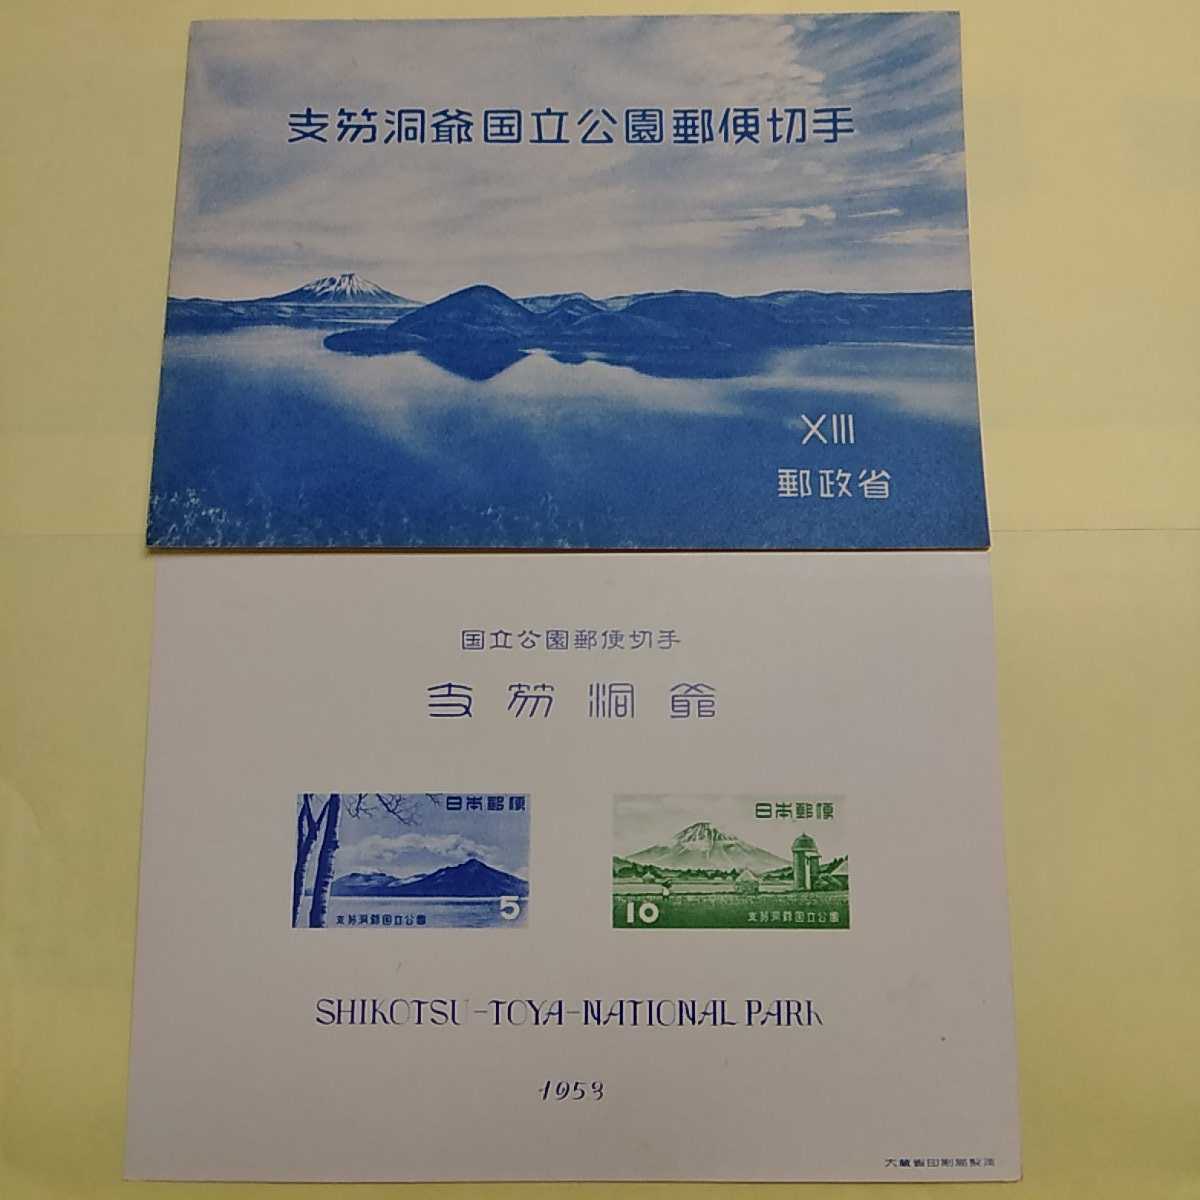 支笏洞爺国立公園郵便切手
XIII
郵政省
国立公園郵便切手
支笏洞爺
日本郵便
5
支笏洞爺国立公園
日本郵便
10
支笏洞爺国立公園
SHIKOTSU-TOYA-NATIONAL PARK
1953
大蔵省印刷局製造